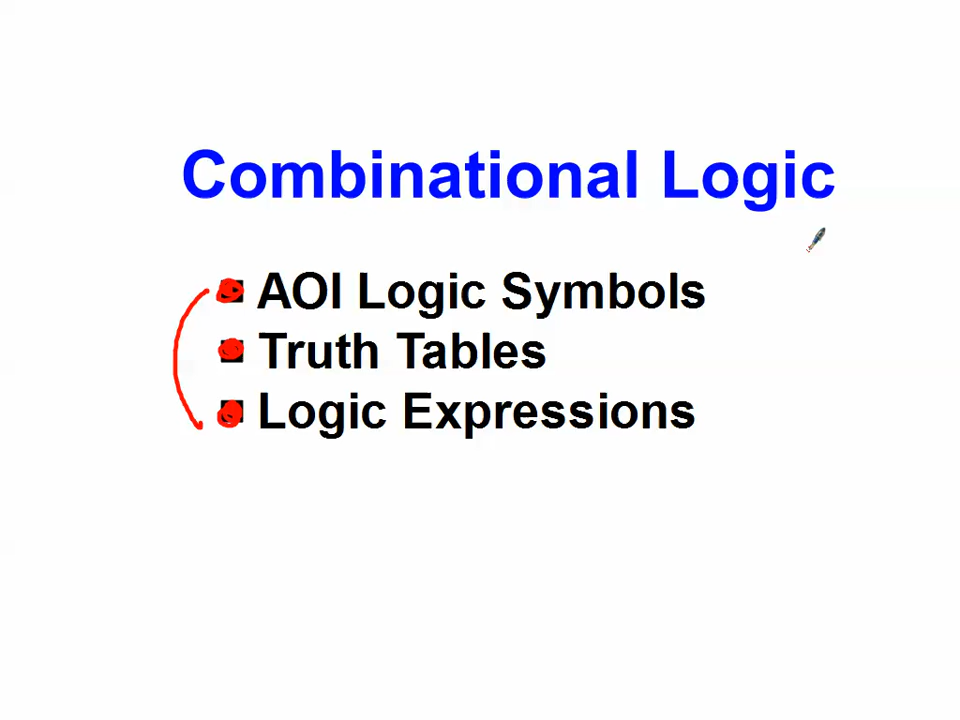 Combinational Logic
AOI Logic Symbols
Truth Tables
Logic Expressions